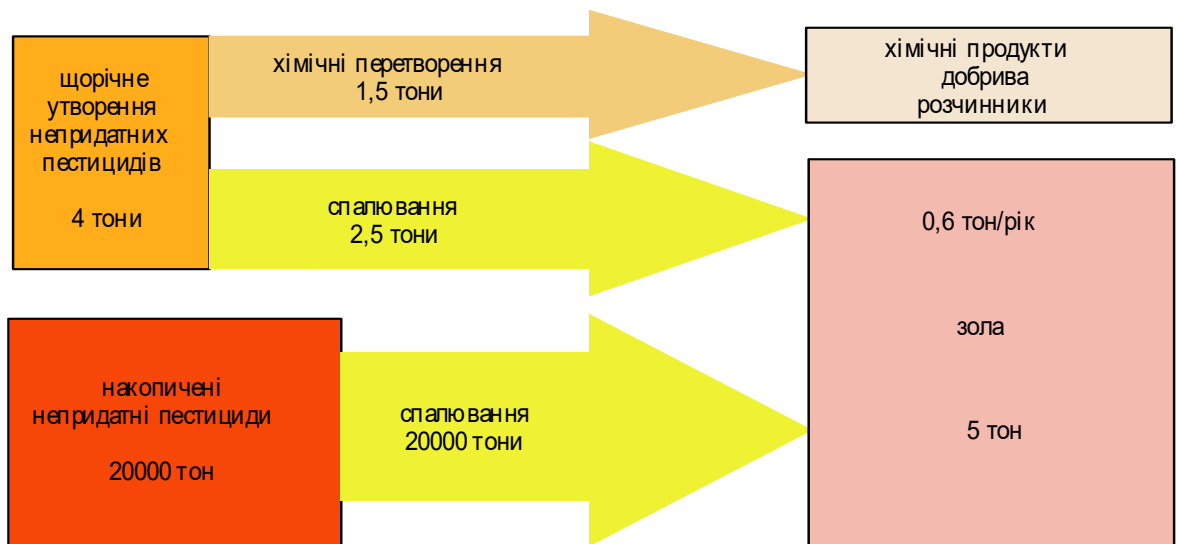 щорічне
утворення
непридатних
пестицидів
4 тони
хімічні перетворення
1,5 тони
хімічні продукти
добрива
розчинники
спалювання
2,5 тони
0,6 тон/рік
зола
5 тон
накопичені
непридатні пестициди
20000 тон
спалювання
20000 тони